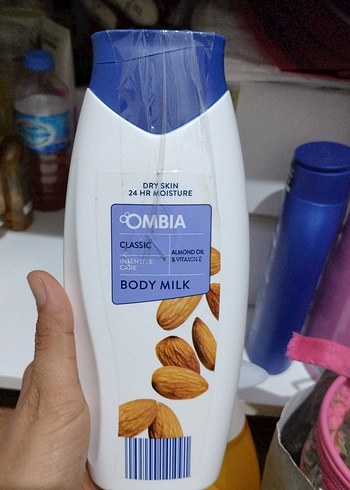 DRY SKIN
24 HR MOISTURE
OMBIA
CLASSIC
INTENSIVE
CARE
ALMOND OIL
& VITAMIN E
BODY MILK